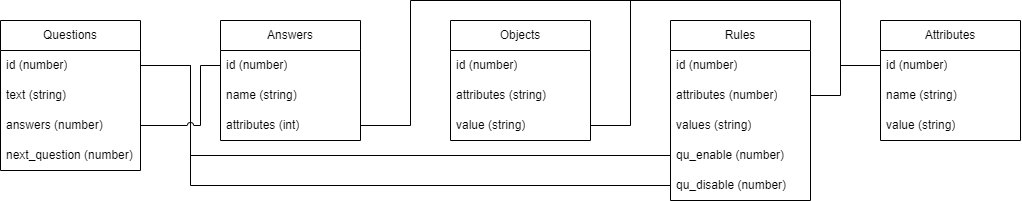 Questions
id (number)
text (string)
answers (number)
next_question (number)
Answers
id (number)
name (string)
attributes (int)
Objects
id (number)
attributes (string)
value (string)
Rules
id (number)
attributes (number)
values (string)
qu_enable (number)
qu_disable (number)
Attributes
id (number)
name (string)
value (string)